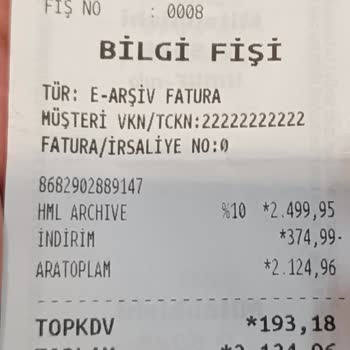 FİŞ NO : 0008
BİLGİ FİŞİ
TÜR: E-ARŞİV FATURA
MÜŞTERİ VKN/TCKN:22222222222
FATURA/İRSALİYE NO:0
8682902889147
HML ARCHIVE %10 *2.499,95
İNDİRİM *374,99-
ARATOPLAM *2.124,96
TOPKDV *193,18